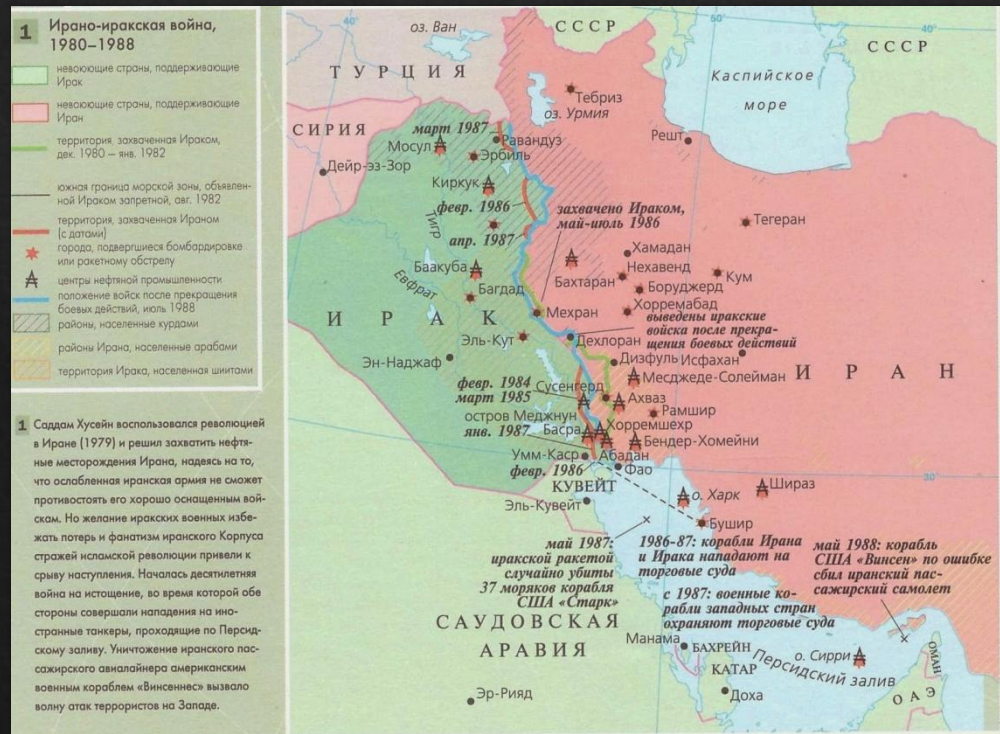 1 Ирано-иракская война,
1980–1988
невоюющие страны, поддерживающие
Ирак
невоюющие страны, поддерживающие
Иран
территория, захваченная Ираком,
дек. 1980 – янв. 1982
южная граница морской зоны, объявлен-
ной Ираком запретной, авг. 1982
территория, захваченная Ираном
(с датами)
города, подвергшиеся бомбардировке
или ракетному обстрелу
центры нефтяной промышленности
положение войск после прекращения
боевых действий, июль 1988
районы, населенные курдами
районы Ирана, населенные арабами
территория Ирака, населенная шиитами
1 Саддам Хусейн воспользовался революцией
в Иране (1979) и решил захватить нефтя-
ные месторождения Ирана, надеясь на то,
что ослабленная иранская армия не сможет
противостоять его хорошо оснащенным вой-
скам. Но желание иракских военных избе-
жать потерь и фанатизм иранского Корпуса
стражей исламской революции привели к
срыву наступления. Началась десятилетняя
война на истощение, во время которой обе
стороны совершали нападения на ино-
странные танкеры, проходящие по Персид-
скому заливу. Уничтожение иранского пас-
сажирского авиалайнера американским
военным кораблем «Винсеннес» вызвало
волну атак террористов на Западе.
40°
50°
40°
оз. Ван
СССР
СССР
ТУРЦИЯ
Каспийское
море
Тебриз
оз. Урмия
СИРИЯ
март 1987
Равандуз
Решт
Мосул
Эрбиль
Дейр-эз-Зор
Киркук
февр. 1986
захвачено Ираком,
май-июль 1986
Тегеран
Тигр
апр. 1987
Хамадан
Баакуба
Нехавенд
Кум
Бахтаран
Боруджерд
Евфрат
Багдад
Хорремабад
ИРАК
Мехран
выведены иракские
войска после прекра-
щения боевых действий
Эль-Кут
Дехлоран
Эн-Наджаф
Дизфуль
Исфахан
ИРАН
Месджеде-Солейман
февр. 1984
Сусенгерд
март 1985
Ахваз
остров Меджнун
Рамшир
Басра
Хорремшехр
янв. 1987
Бендер-Хомейни
Умм-Каср
Абадан
февр. 1986
Фао
30°
КУВЕЙТ
Шираз
о. Харк
Эль-Кувейт
Бушир
май 1987:
иракской ракетой
случайно убиты
37 моряков корабля
США «Старк»
1986-87: корабли Ирана
и Ирака нападают на
торговые суда
с 1987: военные ко-
рабли западных стран
охраняют торговые суда
май 1988: корабль
США «Винсен» по ошибке
сбил иранский пас-
сажирский самолет
САУДОВСКАЯ
АРАВИЯ
Манама
БАХРЕЙН
Персидский залив
о. Сирри
КАТАР
ОМАН
Доха
ОАЭ
Эр-Рияд